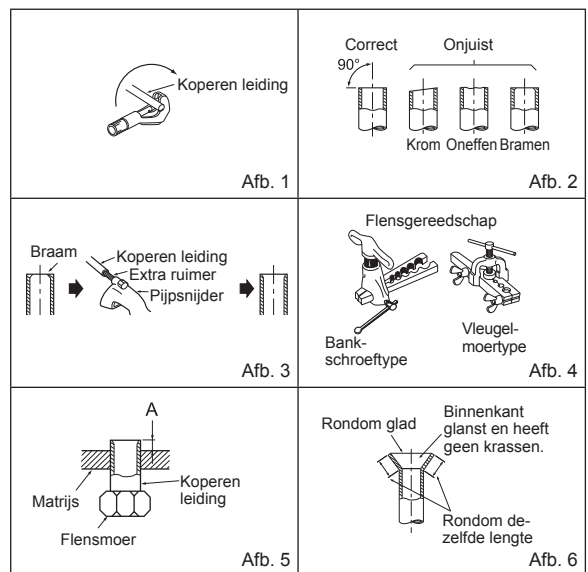 Koperen leiding
Afb. 1
Correct
Onjuist
90°
Krom Oneffen Bramen
Afb. 2
Braam
Koperen leiding
Extra ruimer
Pijpsnijder
Afb. 3
Flensgereedschap
Bank-
schroeftype
Vleugel-
moertype
Afb. 4
A
Matrijs
Koperen
leiding
Flensmoer
Afb. 5
Rondom glad
Binnenkant
glanst en heeft
geen krassen.
Rondom de-
zelfde lengte
Afb. 6